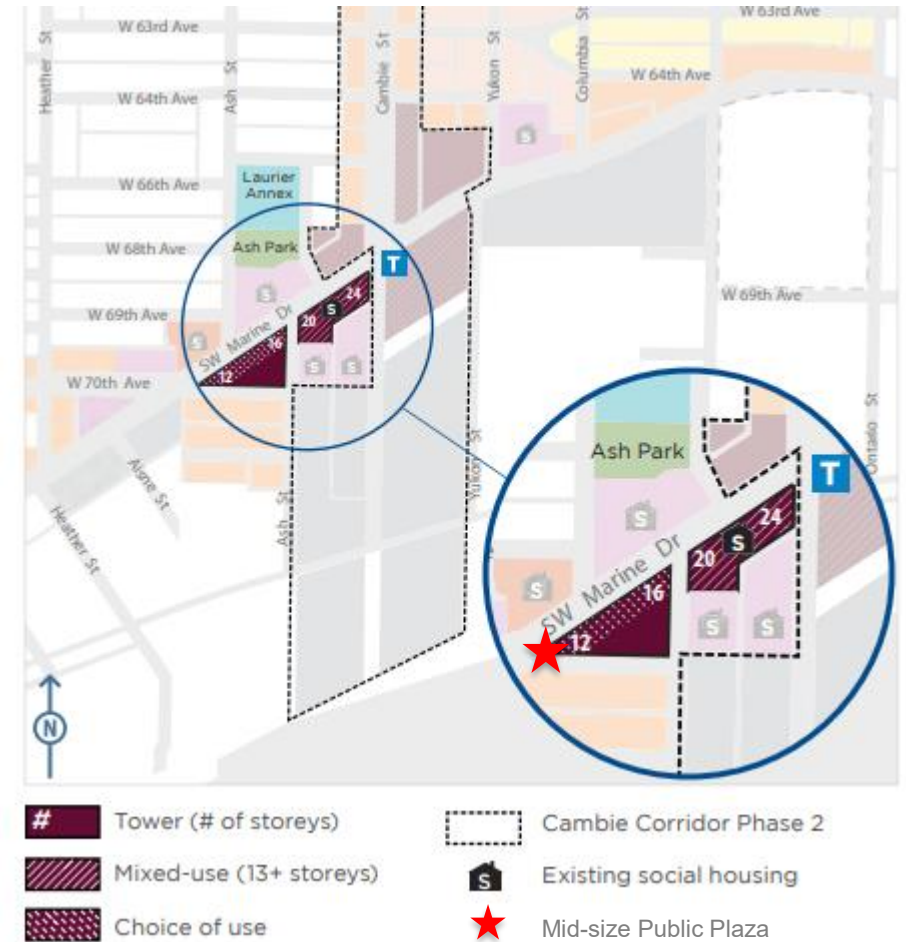 W 63rd Ave
W 63rd Ave
Heather St
Ash St
Cambie St
Yukon St
Columbia St
W 64th Ave
W 64th Ave
S
W 66th Ave
Laurier
Annex
W 68th Ave
Ash Park
T
S
24
S
20
W 69th Ave
W 69th Ave
S
SW Marine Dr
16
S
S
12
W 70th Ave
Ontario St
Yukon St
Aisne St
Heather St
Ash St
Ash Park
T
S
24
S
20
S
SW Marine Dr
16
S
S
12
N
# Tower (# of storeys)
Cambie Corridor Phase 2
Mixed-use (13+ storeys)
S Existing social housing
Choice of use
Mid-size Public Plaza